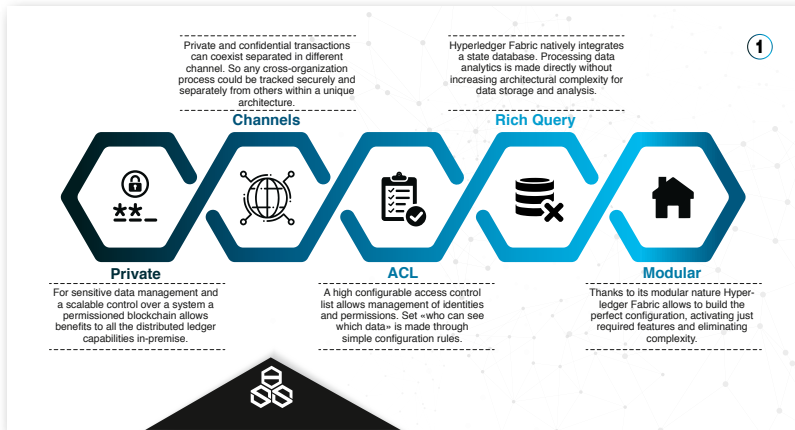 Private and confidential transactions
can coexist separated in different
channel. So any cross-organization
process could be tracked securely and
separately from others within a unique
architecture.
Channels
Hyperledger Fabric natively integrates
a state database. Processing data
analytics is made directly without
increasing architectural complexity for
data storage and analysis.
Rich Query
1
**_
Private
For sensitive data management and
a scalable control over a system a
permissioned blockchain allows
benefits to all the distributed ledger
capabilities in-premise.
ACL
A high configurable access control
list allows management of identities
and permissions. Set «who can see
which data» is made through
simple configuration rules.
Modular
Thanks to its modular nature Hyper-
ledger Fabric allows to build the
perfect configuration, activating just
required features and eliminating
complexity.